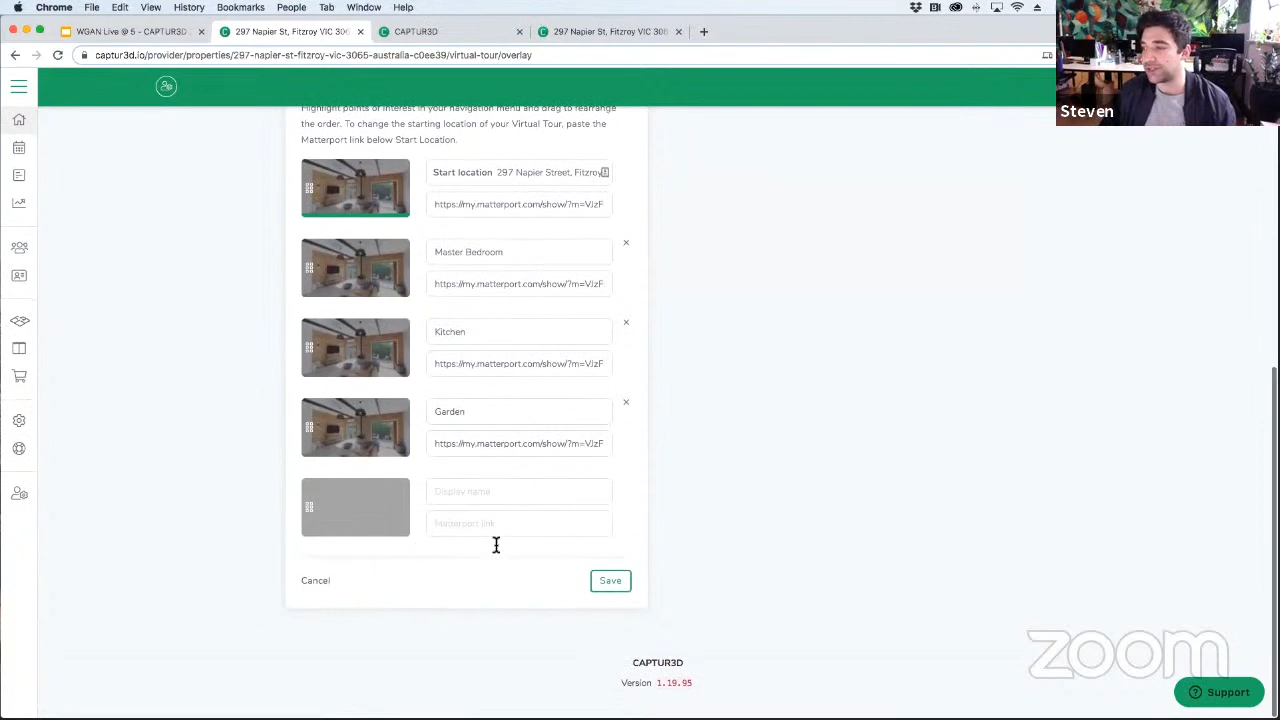 Chrome File Edit View History Bookmarks People Tab Window Help
WGAN Live @ 5 - CAPTUR3D
297 Napier St, Fitzroy VIC 306
CAPTUR3D
297 Napier St, Fitzroy VIC 306
captur3d.io/provider/properties/297-napier-st-fitzroy-vic-3065-australia-c0ee39/virtual-tour/overlay
Steven
Highlight points of interest in your navigation menu and drag to rearrange
the order. To change the starting location of your Virtual Tour, paste the
Matterport link below Start Location.
Start location 297 Napier Street, Fitzroy
https://my.matterport.com/show/?m=VJzF
Master Bedroom
https://my.matterport.com/show/?m=VJzF
Kitchen
https://my.matterport.com/show/?m=VJzF
Garden
https://my.matterport.com/show/?m=VJzF
Display name
Matterport link
Cancel
Save
zoom
CAPTUR3D
Version 1.19.95
Support